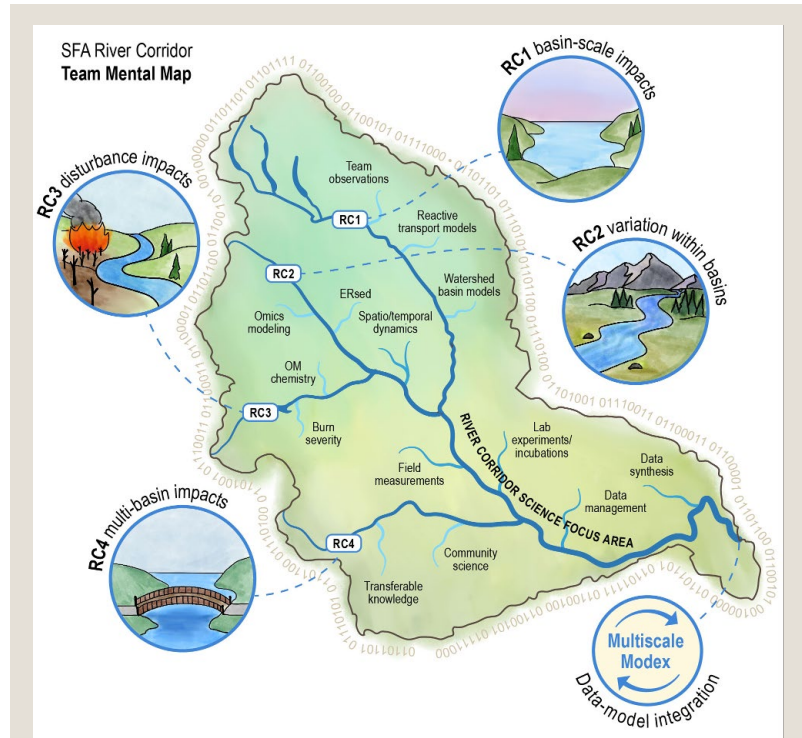 SFA River Corridor
Team Mental Map
RC1 basin-scale impacts
RC3 disturbance impacts
RC2 variation within basins
RC4 multi-basin impacts
Team
observations
RC1
Reactive
transport models
RC2
Watershed
basin models
ERsed
Omics
modeling
Spatio/temporal
dynamics
OM
chemistry
RC3
Burn
severity
Lab
experiments/
incubations
Field
measurements
Data
synthesis
Data
management
RIVER CORRIDOR SCIENCE FOCUS AREA
RC4
Community
science
Transferable
knowledge
Multiscale
Modex
Data-model integration